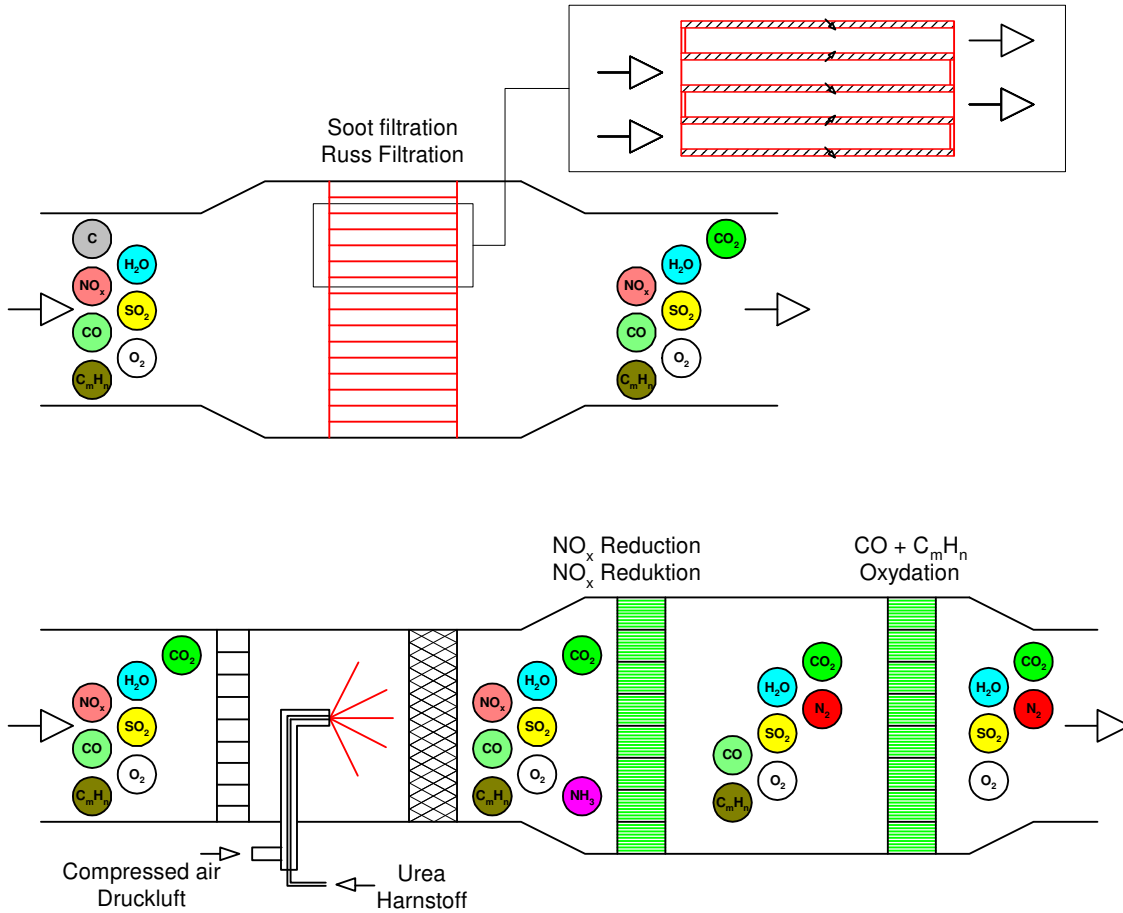 Soot filtration
Russ Filtration
C
H₂O
NOₓ
SO₂
CO
O₂
CₘHₙ
CO₂
H₂O
NOₓ
SO₂
CO
O₂
CₘHₙ
NOₓ Reduction
NOₓ Reduktion
CO + CₘHₙ
Oxydation
CO₂
H₂O
NOₓ
SO₂
CO
O₂
CₘHₙ
CO₂
H₂O
NOₓ
SO₂
CO
O₂
CₘHₙ
NH₃
CO₂
H₂O
N₂
SO₂
CO
O₂
CₘHₙ
CO₂
H₂O
N₂
SO₂
O₂
Compressed air
Druckluft
Urea
Harnstoff